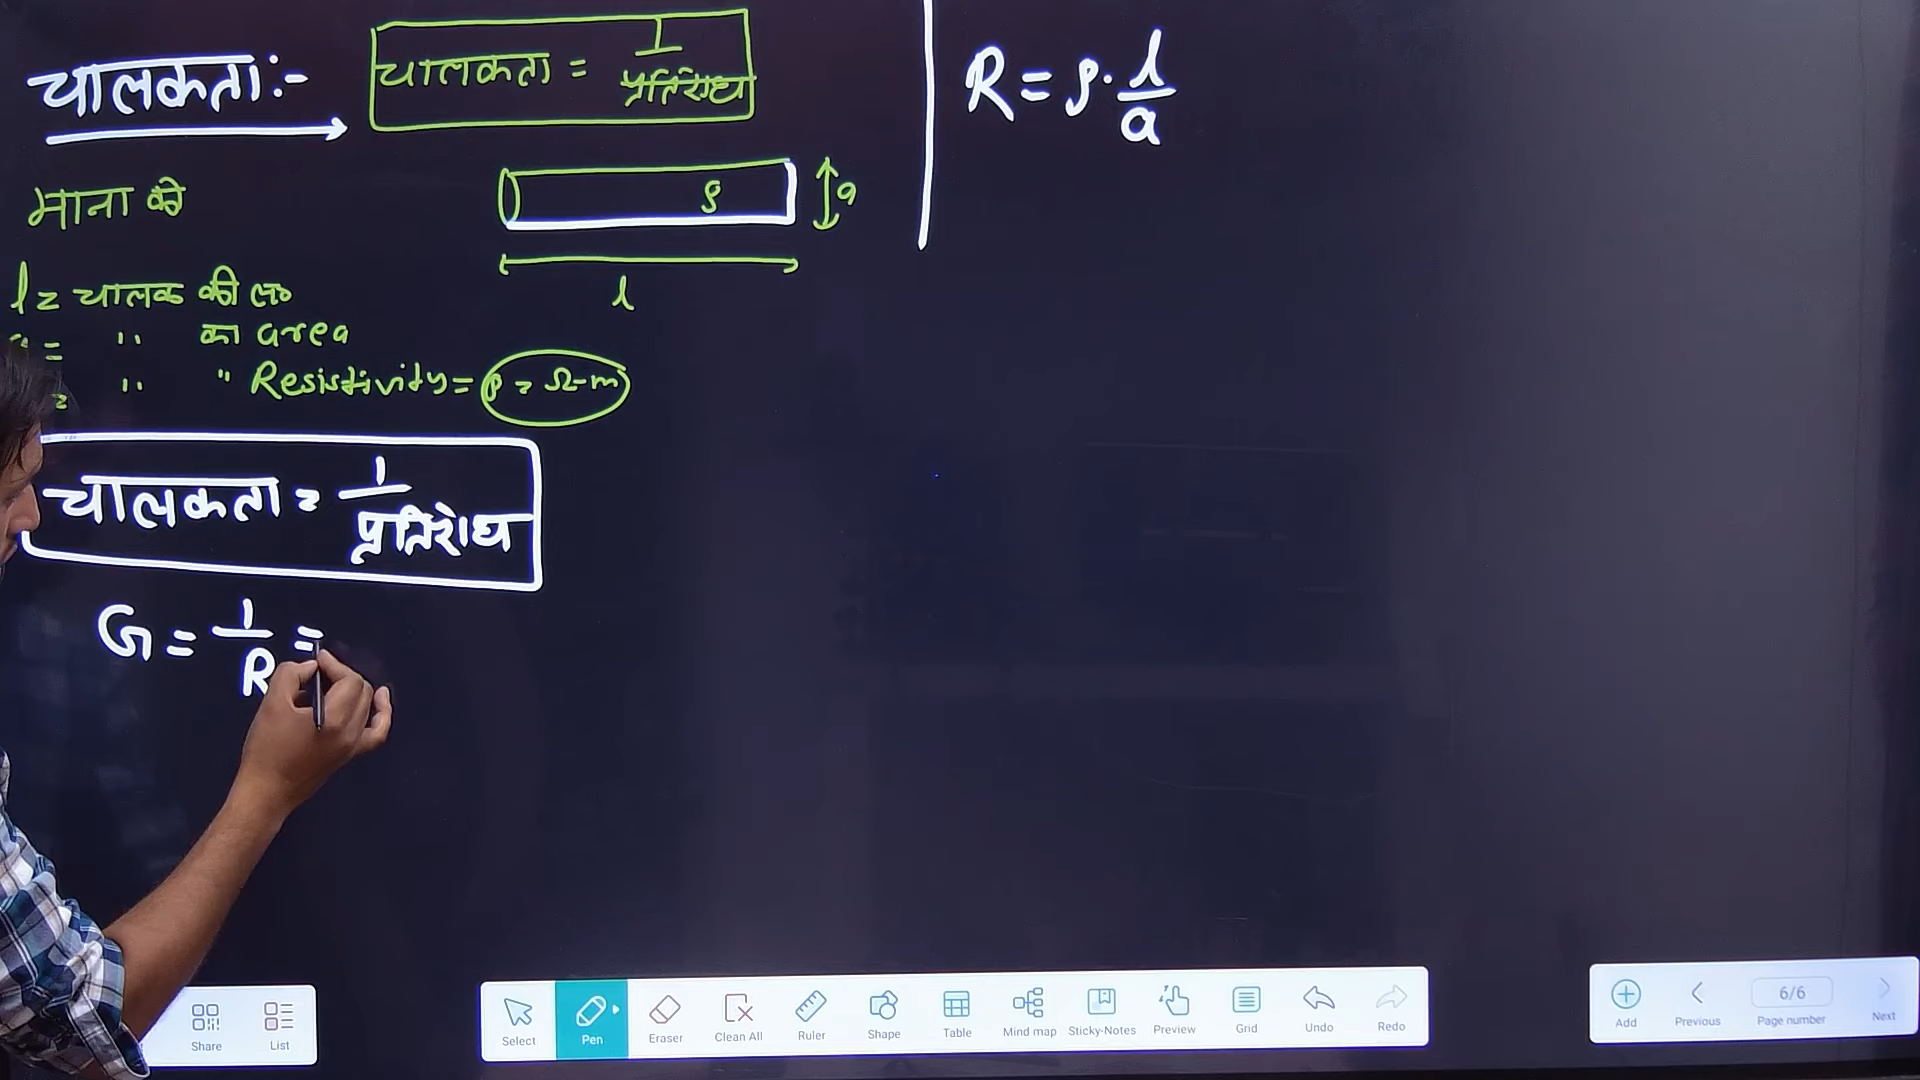 चालकता:-
चालकता = 1/प्रतिरोध
R = ρ · l/a
माना की
ρ
a
l
l = चालक की ल०
= " का area
= " " Resistivity = ρ = Ω-m
चालकता = 1/प्रतिरोध
G = 1/R =
Share
List
Select
Pen
Eraser
Clean All
Ruler
Shape
Table
Mind map
Sticky-Notes
Preview
Grid
Undo
Redo
Add
Previous
6/6
Page number
Next